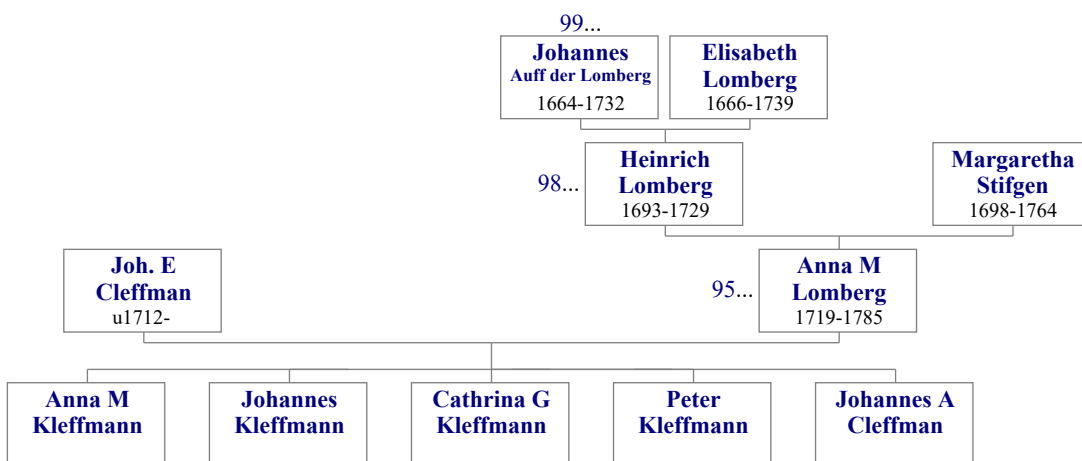 99...
Johannes
Auff der Lomberg
1664-1732
Elisabeth
Lomberg
1666-1739
98...
Heinrich
Lomberg
1693-1729
Margaretha
Stifgen
1698-1764
Joh. E
Cleffman
u1712-
95...
Anna M
Lomberg
1719-1785
Anna M
Kleffmann
Johannes
Kleffmann
Cathrina G
Kleffmann
Peter
Kleffmann
Johannes A
Cleffman